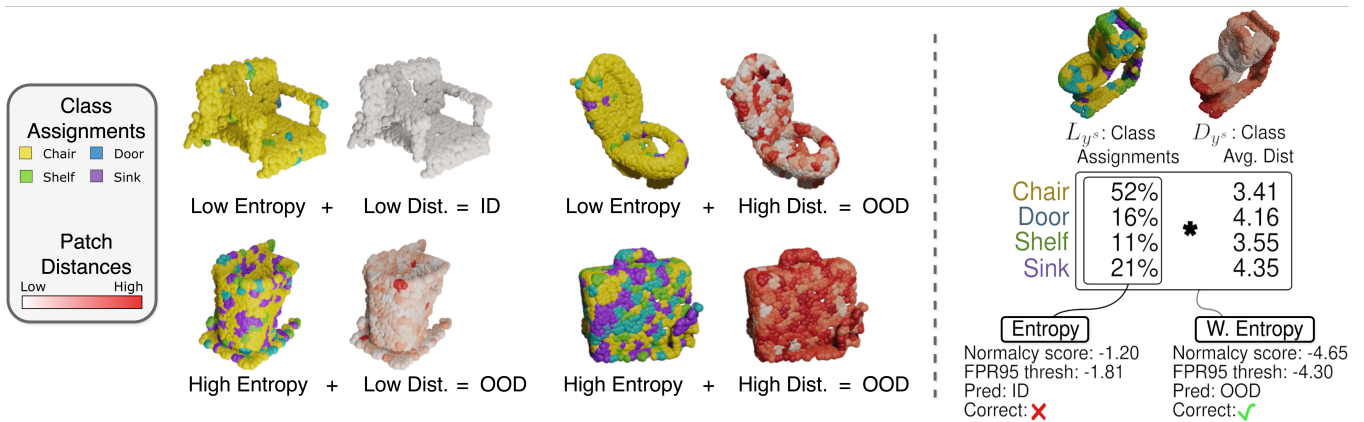 Class
Assignments
Chair
Door
Shelf
Sink
Patch
Distances
Low
High
Low Entropy + Low Dist. = ID
Low Entropy + High Dist. = OOD
High Entropy + Low Dist. = OOD
High Entropy + High Dist. = OOD
L_{y^s}: Class
Assignments
D_{y^s}: Class
Avg. Dist
Chair 52% 3.41
Door 16% 4.16
Shelf 11% * 3.55
Sink 21% 4.35
Entropy
Normalcy score: -1.20
FPR95 thresh: -1.81
Pred: ID
Correct: ✗
W. Entropy
Normalcy score: -4.65
FPR95 thresh: -4.30
Pred: OOD
Correct: ✓